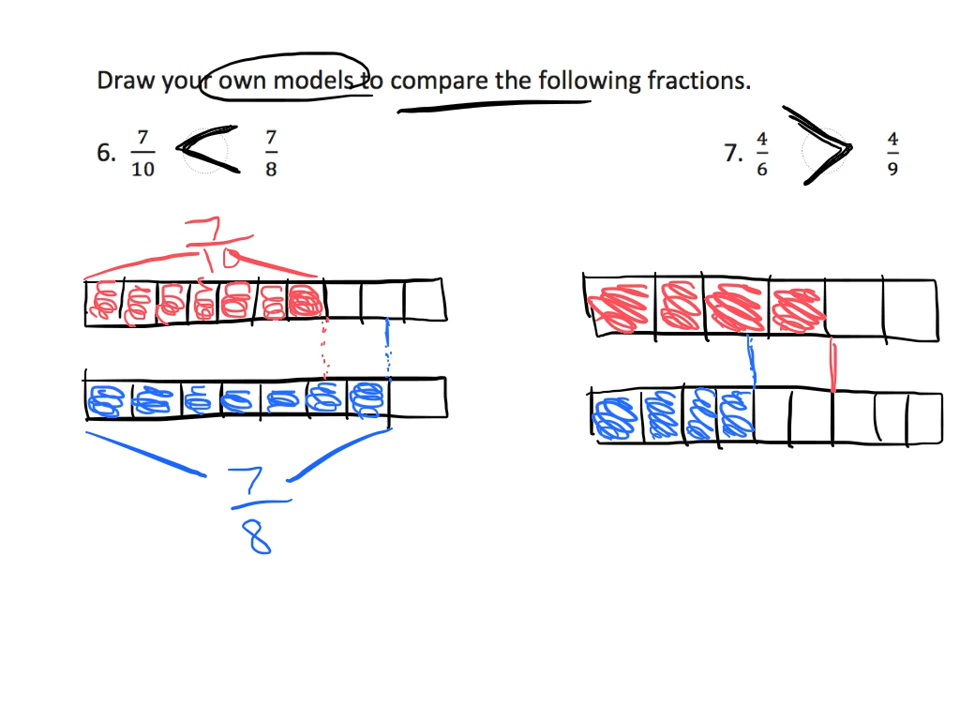 Draw your own models to compare the following fractions.
6. 7/10 < 7/8
7. 4/6 > 4/9
7/10
7/8